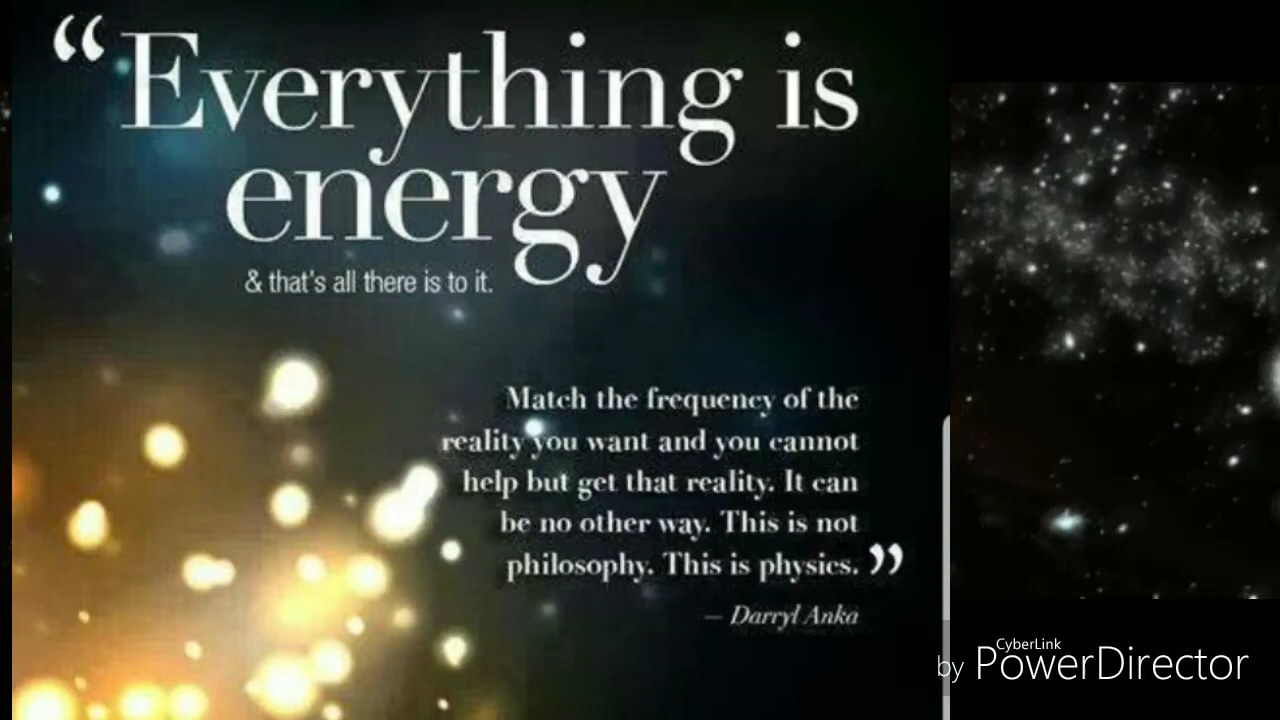 “Everything is
energy
& that's all there is to it.
Match the frequency of the
reality you want and you cannot
help but get that reality. It can
be no other way. This is not
philosophy. This is physics.”
– Darryl Anka
CyberLink
by PowerDirector